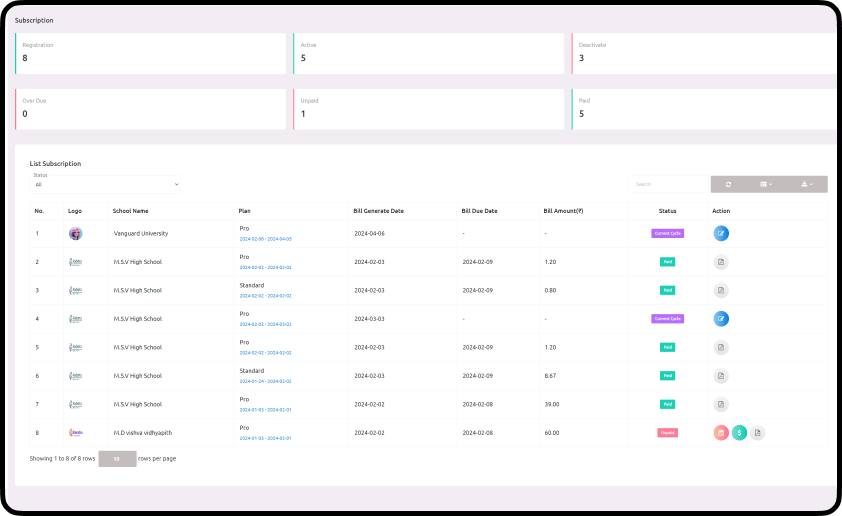 Subscription
Registration
8
Active
5
Deactivate
3
Over Due
0
Unpaid
1
Paid
5
List Subscription
Status
All
Search
No. Logo School Name Plan Bill Generate Date Bill Due Date Bill Amount(₹) Status Action
1 Vanguard University Pro 2024-04-06 - - Current Cycle
2024-02-06 - 2024-04-05
2 M.S.V High School Pro 2024-02-03 2024-02-09 1.20 Paid
2024-02-02 - 2024-02-02
3 M.S.V High School Standard 2024-02-03 2024-02-09 0.80 Paid
2024-02-02 - 2024-02-02
4 M.S.V High School Pro 2024-03-03 - - Current Cycle
2024-02-02 - 2024-03-02
5 M.S.V High School Pro 2024-02-03 2024-02-09 1.20 Paid
2024-02-02 - 2024-02-02
6 M.S.V High School Standard 2024-02-03 2024-02-09 8.67 Paid
2024-01-24 - 2024-02-02
7 M.S.V High School Pro 2024-02-02 2024-02-08 39.00 Paid
2024-01-03 - 2024-02-01
8 M.D vishva vidhyapith Pro 2024-02-02 2024-02-08 60.00 Unpaid $
2024-01-03 - 2024-02-01
Showing 1 to 8 of 8 rows 10 rows per page